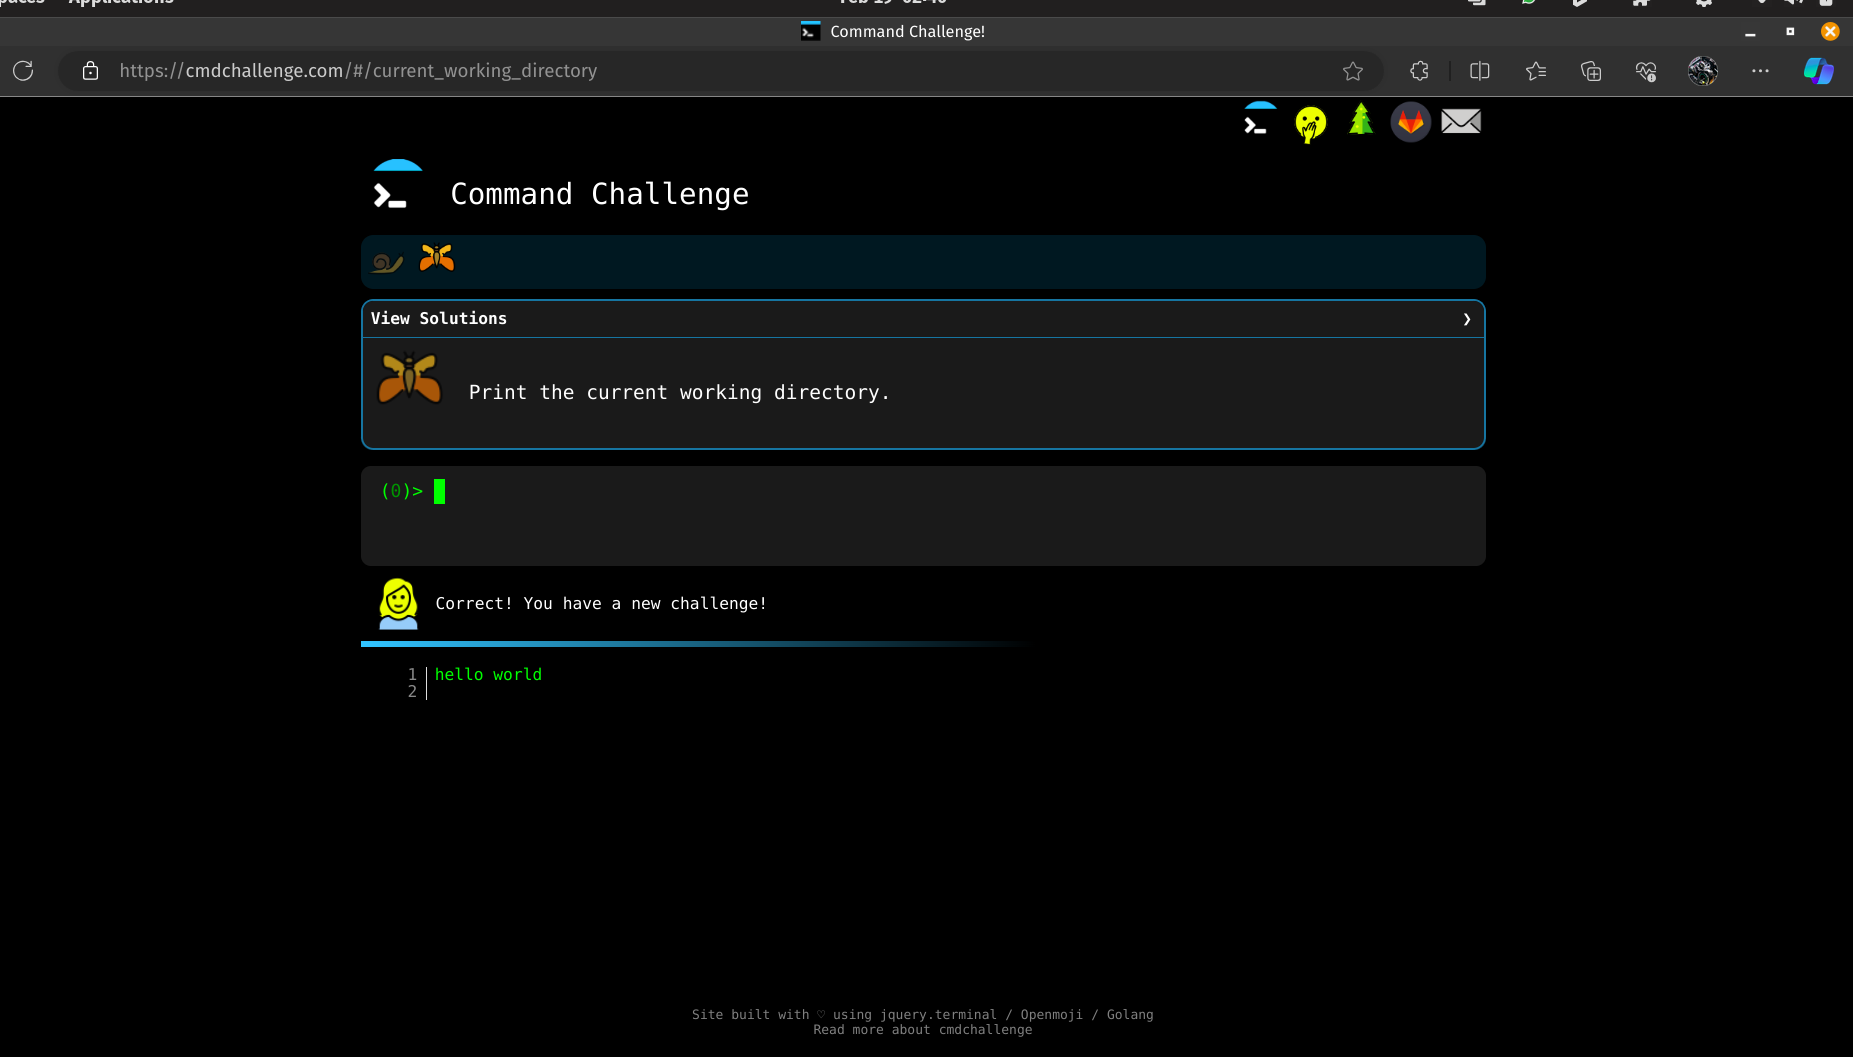 Applications
Command Challenge!
https://cmdchallenge.com/#/current_working_directory
Command Challenge
View Solutions ❯
Print the current working directory.
(0)>
Correct! You have a new challenge!
1 hello world
2
Site built with ♡ using jquery.terminal / Openmoji / Golang
Read more about cmdchallenge